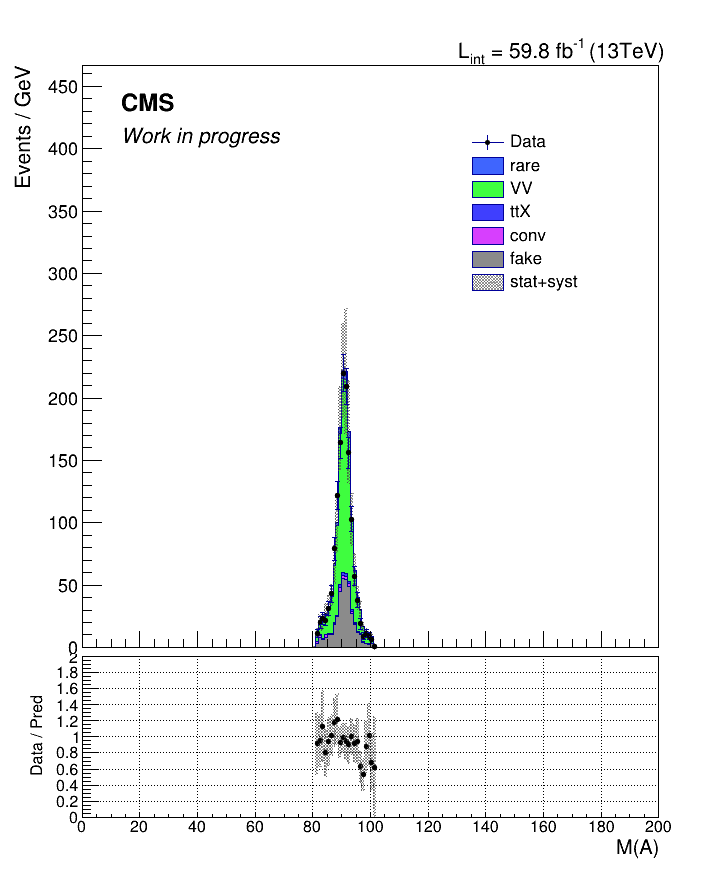 L_int = 59.8 fb^-1 (13TeV)
Events / GeV
CMS
Work in progress
Data
rare
VV
ttX
conv
fake
stat+syst
450
400
350
300
250
200
150
100
50
0
Data / Pred
2
1.8
1.6
1.4
1.2
1
0.8
0.6
0.4
0.2
0
0 20 40 60 80 100 120 140 160 180 200
M(A)